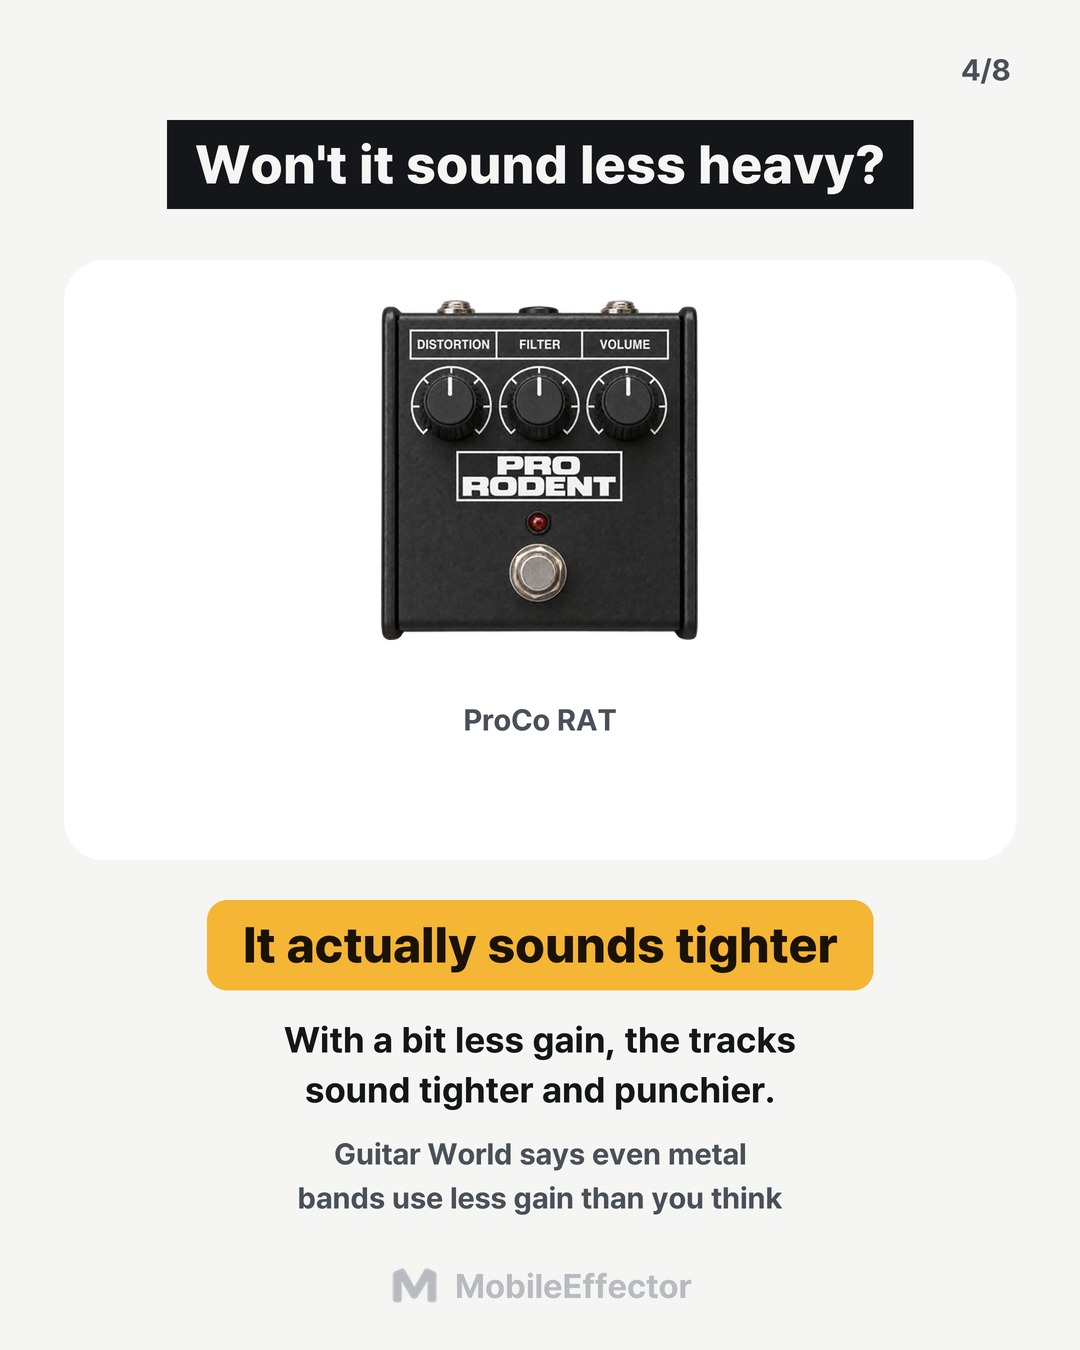 4/8
Won't it sound less heavy?
DISTORTION FILTER VOLUME
PRO
RODENT
ProCo RAT
It actually sounds tighter
With a bit less gain, the tracks
sound tighter and punchier.
Guitar World says even metal
bands use less gain than you think
MobileEffector